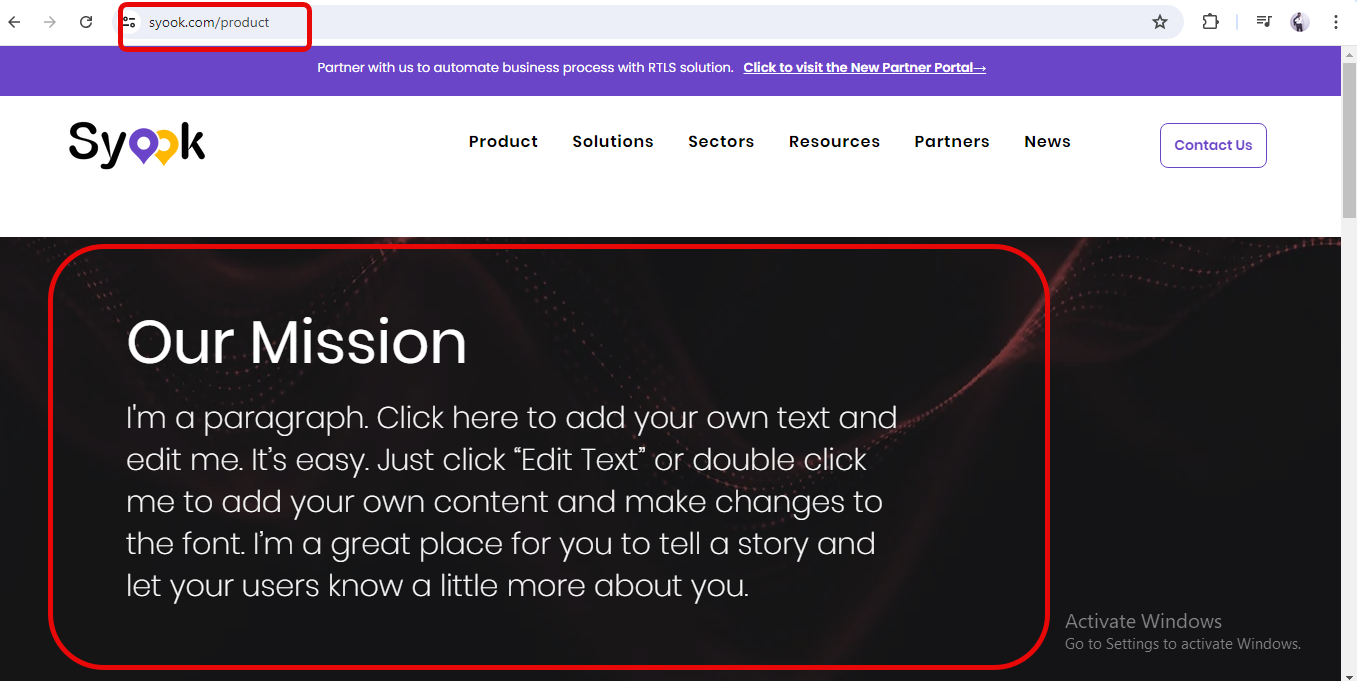 syook.com/product
Partner with us to automate business process with RTLS solution. Click to visit the New Partner Portal→
Syook
Product Solutions Sectors Resources Partners News
Contact Us
Our Mission
I'm a paragraph. Click here to add your own text and
edit me. It’s easy. Just click “Edit Text” or double click
me to add your own content and make changes to
the font. I’m a great place for you to tell a story and
let your users know a little more about you.
Activate Windows
Go to Settings to activate Windows.